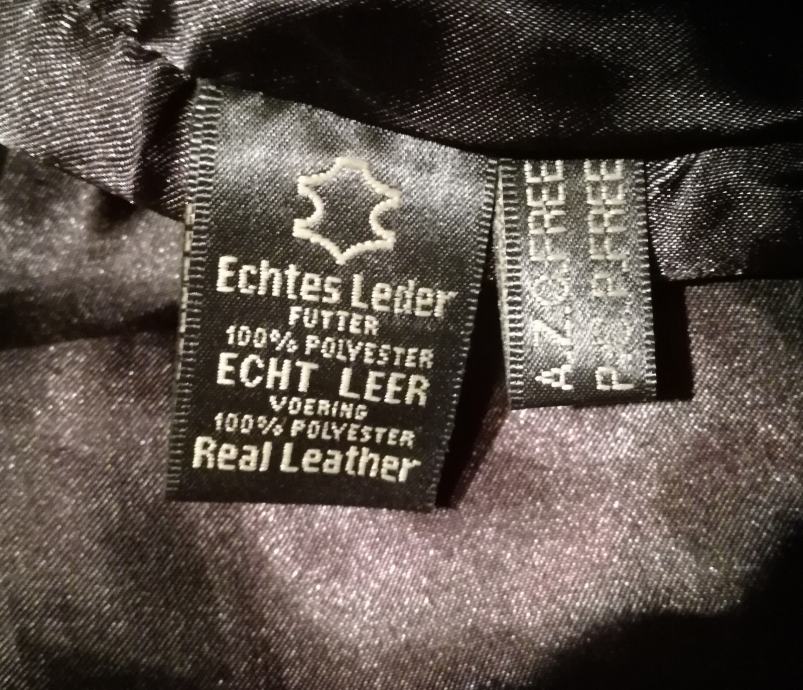 Echtes Leder
FUTTER
100% POLYESTER
ECHT LEER
VOERING
100% POLYESTER
Real Leather
A.Z.O.FREE
P.C.P.FREE